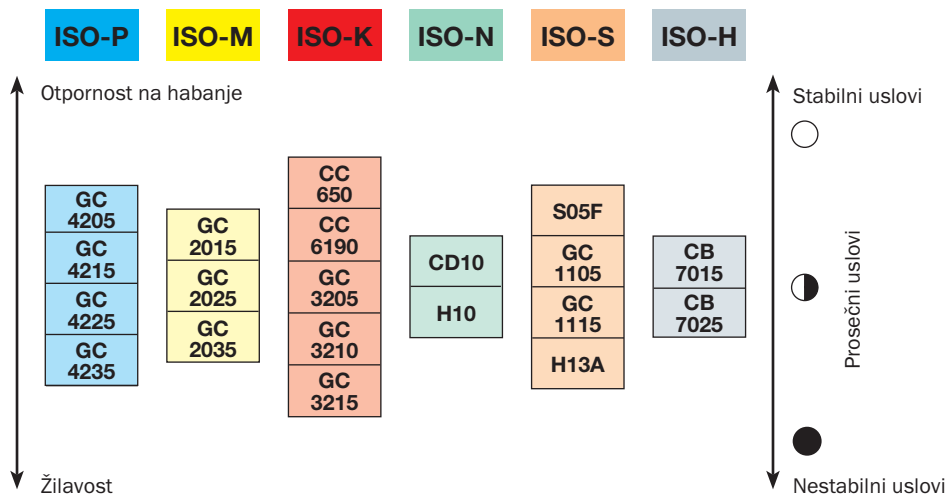 ISO-P
ISO-M
ISO-K
ISO-N
ISO-S
ISO-H
Otpornost na habanje
Stabilni uslovi
GC
4205
GC
4215
GC
4225
GC
4235
GC
2015
GC
2025
GC
2035
CC
650
CC
6190
GC
3205
GC
3210
GC
3215
CD10
H10
S05F
GC
1105
GC
1115
H13A
CB
7015
CB
7025
Prosečni uslovi
Žilavost
Nestabilni uslovi